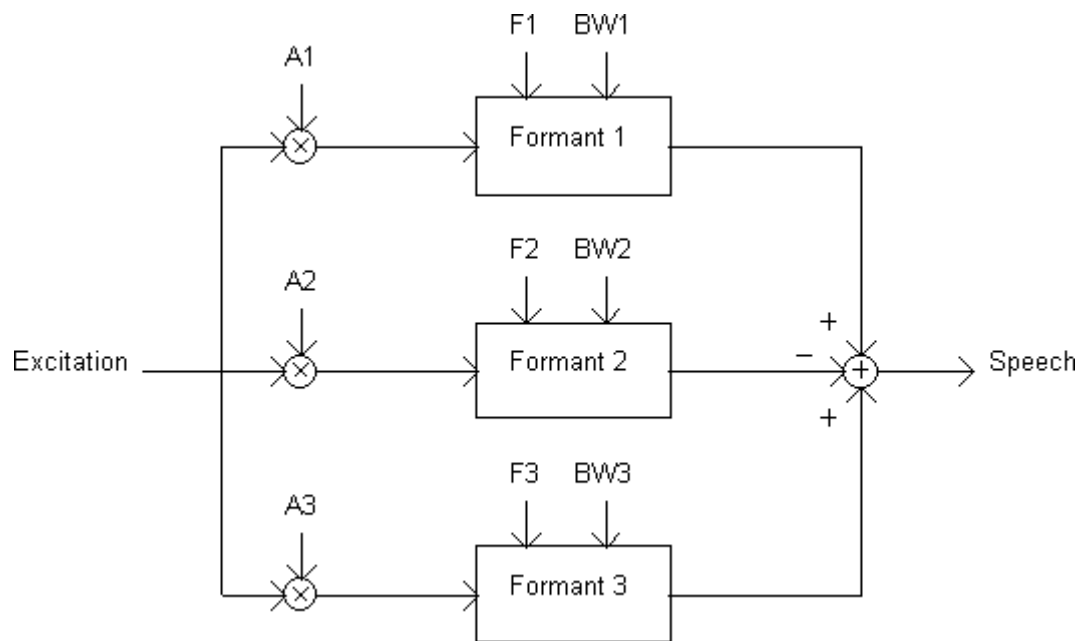 F1 BW1
A1
×
Formant 1
F2 BW2
A2
+
Excitation
×
Formant 2
−
+
Speech
+
F3 BW3
A3
×
Formant 3